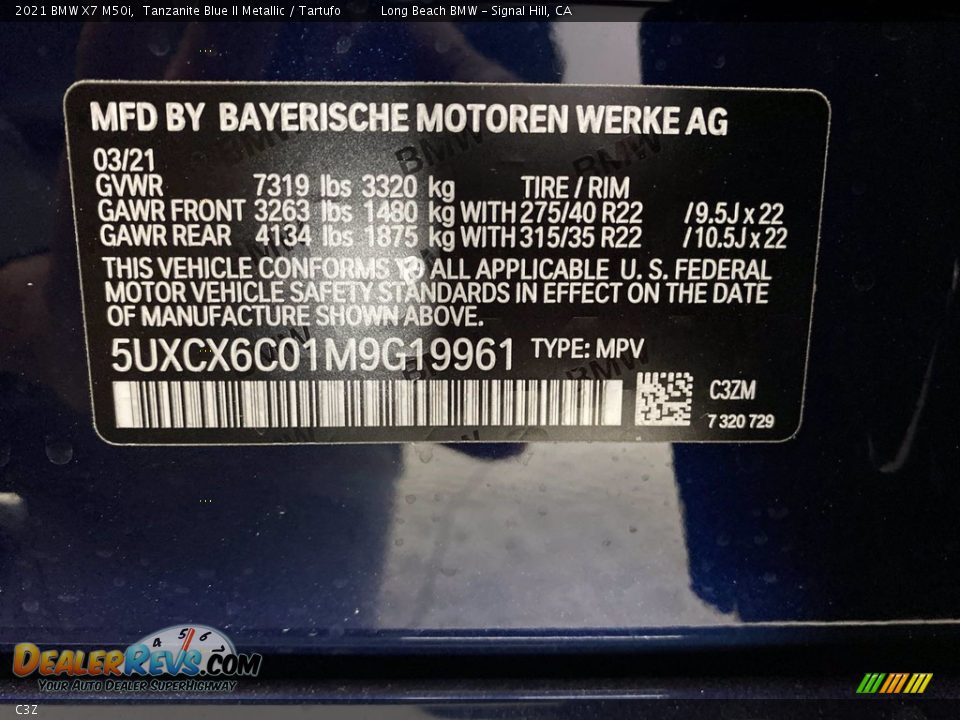 2021 BMW X7 M50i, Tanzanite Blue II Metallic / Tartufo Long Beach BMW - Signal Hill, CA
MFD BY BAYERISCHE MOTOREN WERKE AG
03/21
GVWR 7319 lbs 3320 kg TIRE / RIM
GAWR FRONT 3263 lbs 1480 kg WITH 275/40 R22 /9.5J x 22
GAWR REAR 4134 lbs 1875 kg WITH 315/35 R22 /10.5J x 22
THIS VEHICLE CONFORMS TO ALL APPLICABLE U. S. FEDERAL
MOTOR VEHICLE SAFETY STANDARDS IN EFFECT ON THE DATE
OF MANUFACTURE SHOWN ABOVE.
5UXCX6C01M9G19961 TYPE: MPV
C3ZM
7 320 729
4 5 6
DEALERREVS.COM
YOUR AUTO DEALER SUPERHIGHWAY
C3Z